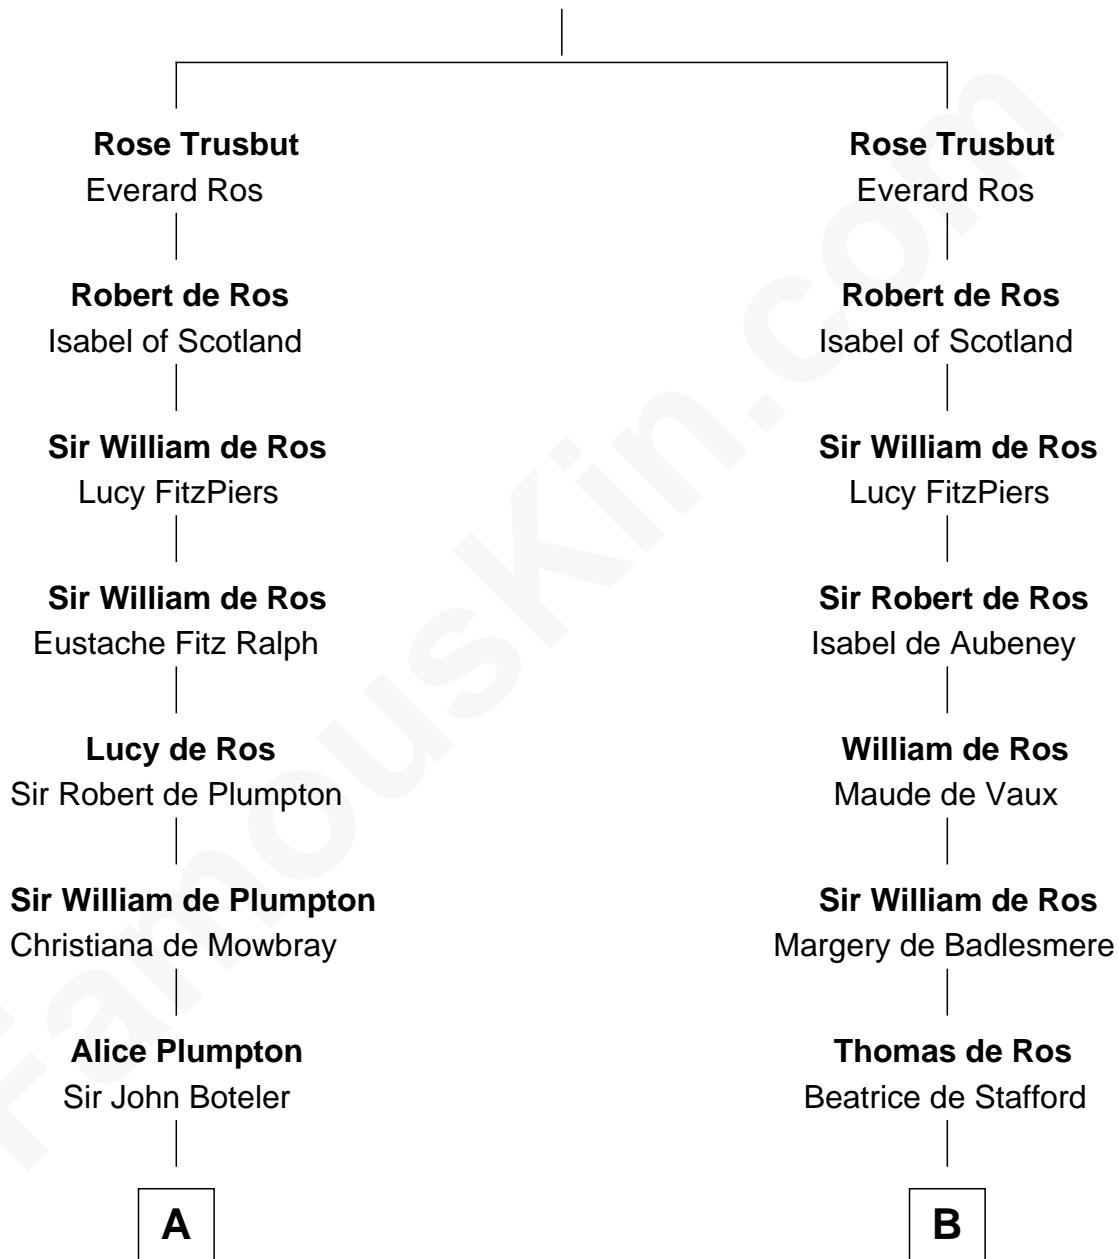 Rose Trusbut
Everard Ros
Robert de Ros
Isabel of Scotland
Sir William de Ros
Lucy FitzPiers
Sir William de Ros
Eustache Fitz Ralph
Lucy de Ros
Sir Robert de Plumpton
Sir William de Plumpton
Christiana de Mowbray
Alice Plumpton
Sir John Boteler
A
Rose Trusbut
Everard Ros
Robert de Ros
Isabel of Scotland
Sir William de Ros
Lucy FitzPiers
Sir Robert de Ros
Isabel de Aubeney
William de Ros
Maude de Vaux
Sir William de Ros
Margery de Badlesmere
Thomas de Ros
Beatrice de Stafford
B
FamousKin.com